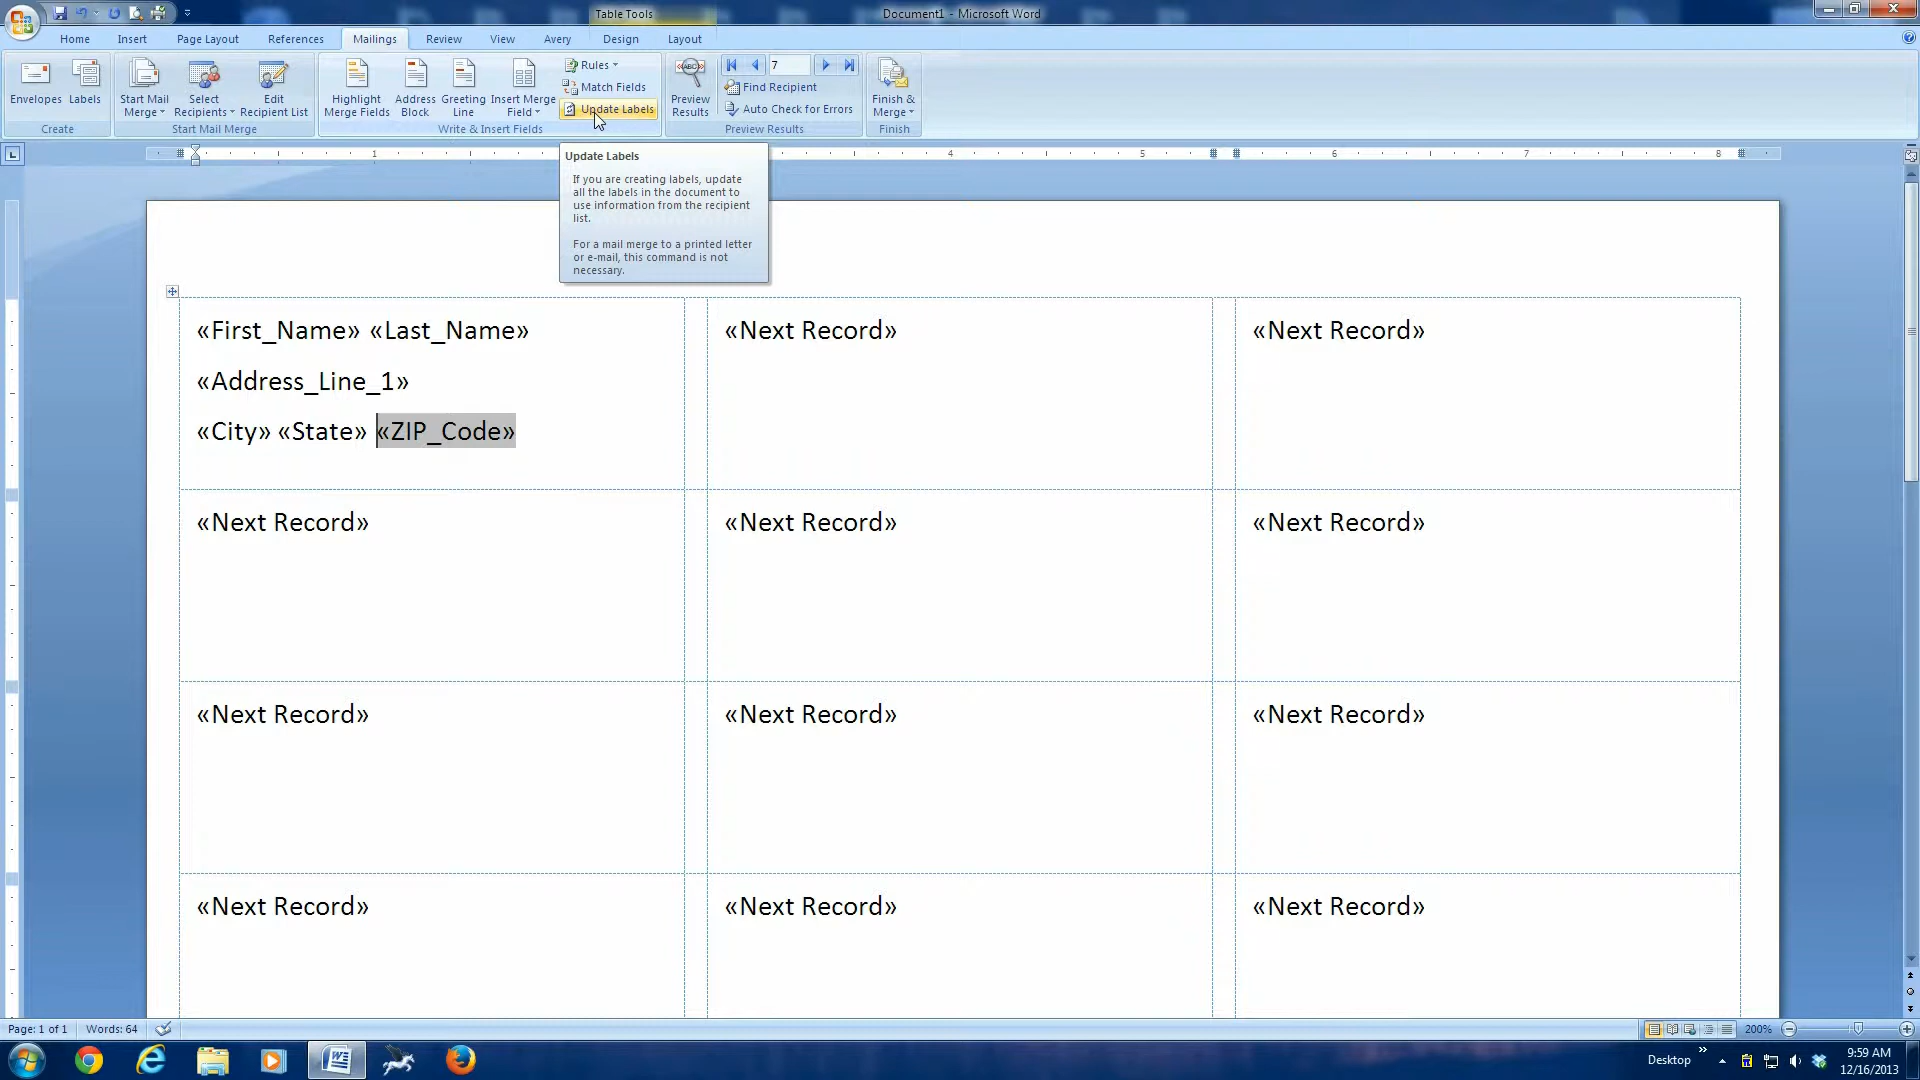 Table Tools
Document1 - Microsoft Word
Home Insert Page Layout References Mailings Review View Avery Design Layout
Envelopes
Labels
Create
Start Mail Merge
Select Recipients
Edit Recipient List
Start Mail Merge
Highlight Merge Fields
Address Block
Greeting Line
Insert Merge Field
Rules
Match Fields
Update Labels
Write & Insert Fields
ABC
Preview Results
7
Find Recipient
Auto Check for Errors
Preview Results
Finish & Merge
Finish
1 4 5 6 7 8
Update Labels
If you are creating labels, update
all the labels in the document to
use information from the recipient
list.
For a mail merge to a printed letter
or e-mail, this command is not
necessary.
«First_Name» «Last_Name»
«Address_Line_1»
«City» «State» «ZIP_Code»
«Next Record»
«Next Record»
«Next Record» «Next Record» «Next Record»
«Next Record» «Next Record» «Next Record»
«Next Record» «Next Record» «Next Record»
Page: 1 of 1 Words: 64
200%
Desktop
9:59 AM
12/16/2013